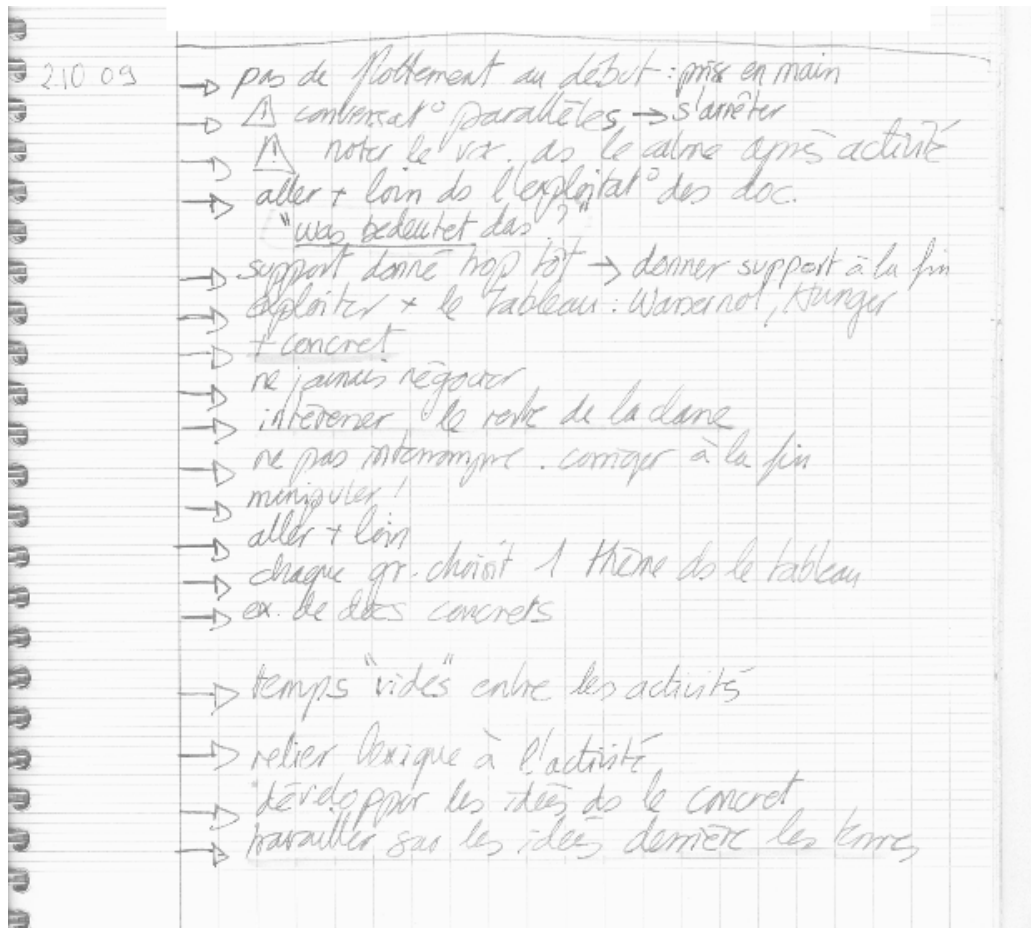 2.10.09
→ pas de flottement au début : prise en main
→ ⚠ conversat° parallèles → s'arrêter
→ ⚠ noter le voc. ds le calme après activité
→ aller + loin ds l'exploitat° des doc.
"was bedeutet das ?"
→ support donné trop tôt → donner support à la fin
→ exploiter + le tableau : Wassernot, Hunger
→ + concret
→ ne jamais négocier
→ le reste de la classe
→ ne pas interrompre. corriger à la fin
→ manipuler !
→ aller + loin
→ chaque gr. choisit 1 thème ds le tableau
→ ex. de docs concrets
→ temps "vides" entre les activités
→ relier lexique à l'activité
→ développer les idées ds le concret
→ travailler sur les idées derrière les termes